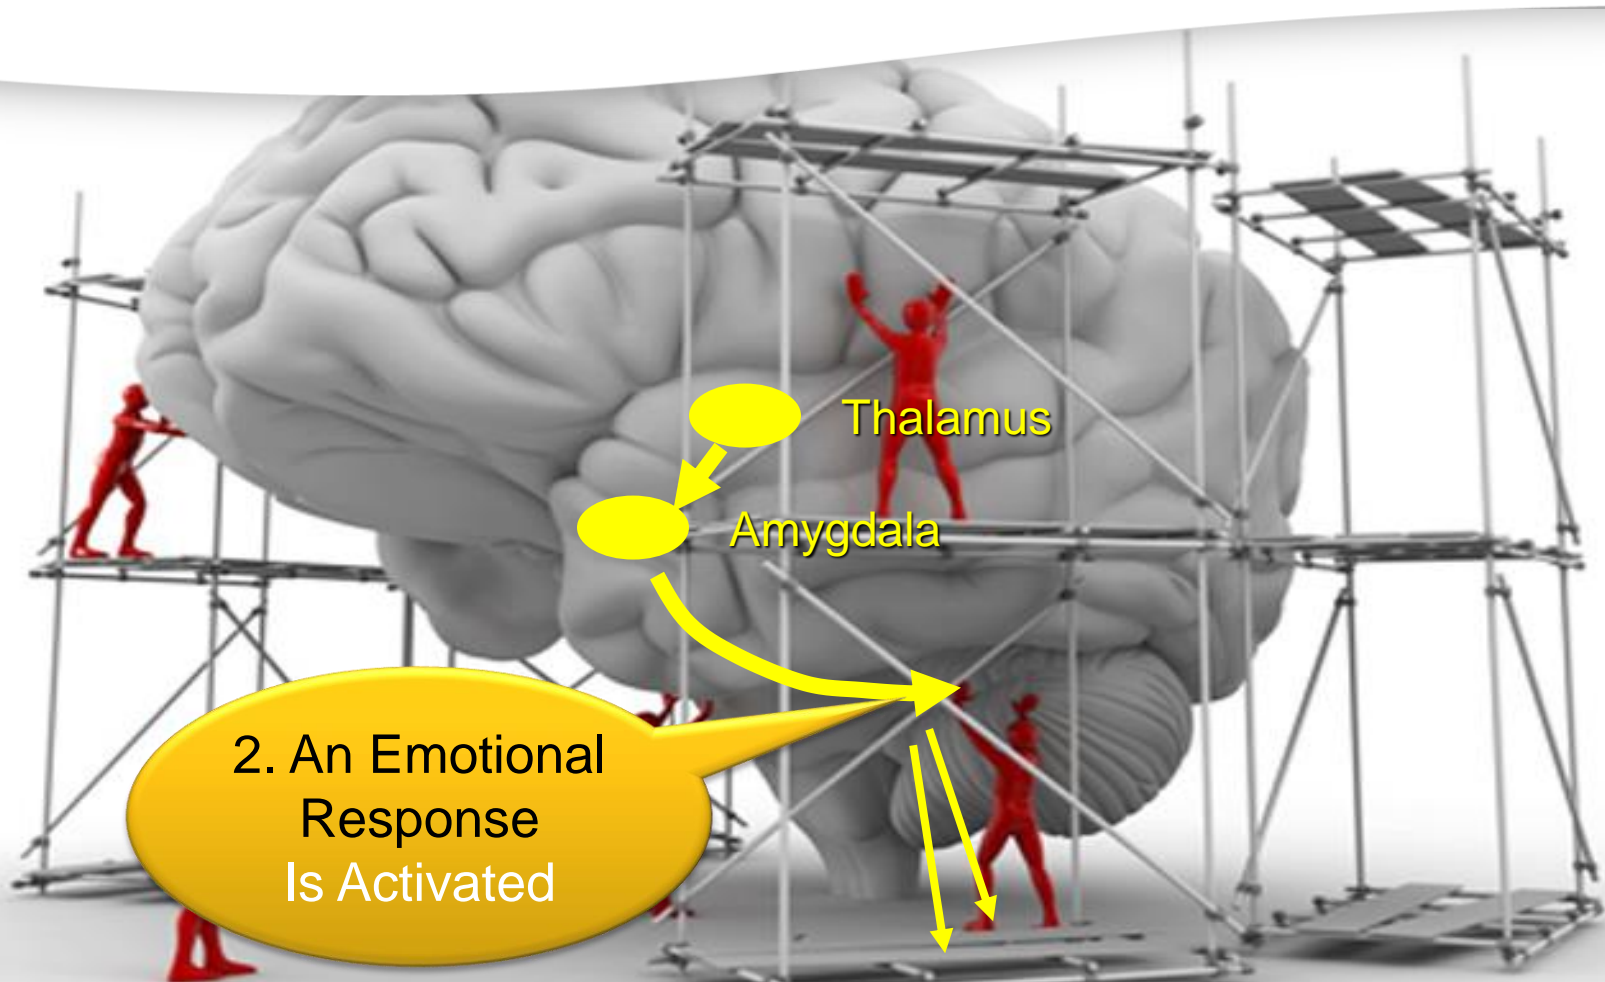 Thalamus
Amygdala
2. An Emotional
Response
Is Activated